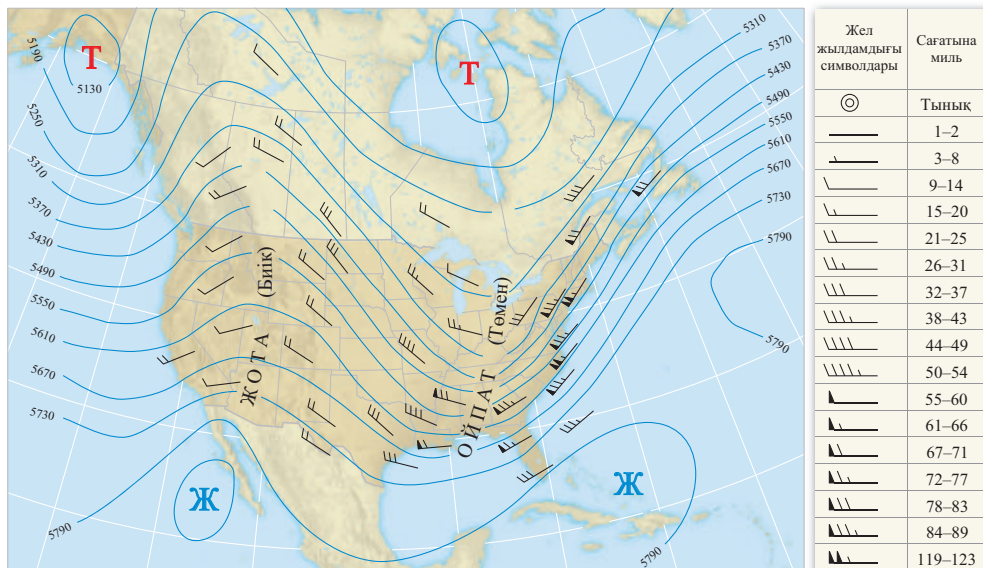 5190
5130
5250
5310
5370
5430
5490
5550
5610
5670
5730
5790
Т
Т
5310
5370
5430
5490
5550
5610
5670
5730
5790
5790
5790
(Биік)
ЖОТА
(Төмен)
ОЙПАТ
Ж
Ж
Жел
жылдамдығы
символдары
Сағатына
миль
Тынық
1–2
3–8
9–14
15–20
21–25
26–31
32–37
38–43
44–49
50–54
55–60
61–66
67–71
72–77
78–83
84–89
119–123